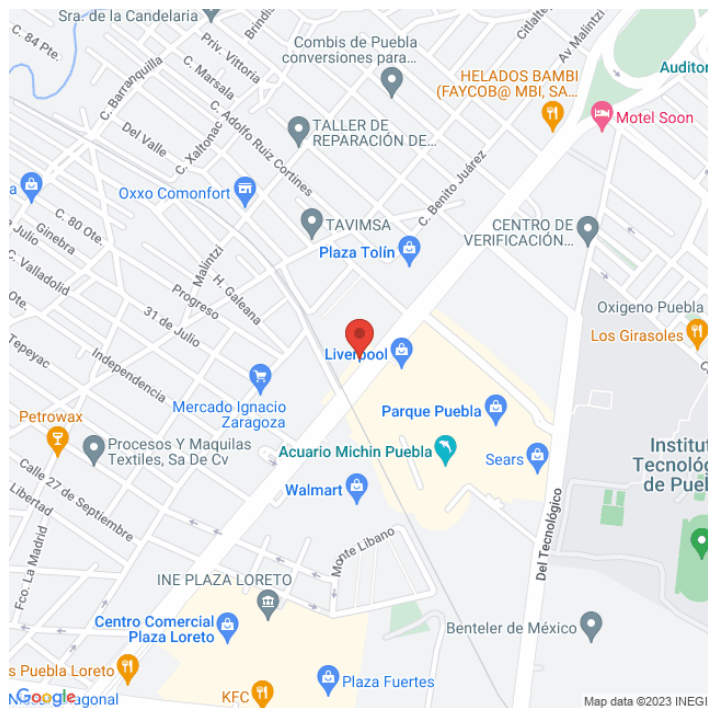 Sra. de la Candelaria
C. 84 Pte.
Priv. Vittoria
C. Marsala
C. Barranquilla
Del Valle
C. Xaltonac
C. Adolfo Ruiz Cortines
Combis de Puebla
conversiones para...
Av Malintzi
HELADOS BAMBI
(FAYCOB@ MBI, SA...
Auditor
Motel Soon
TALLER DE
REPARACIÓN DE...
Oxxo Comonfort
TAVIMSA
C. Benito Juárez
Plaza Tolín
CENTRO DE
VERIFICACIÓN...
C. 80 Ote.
Ginebra
C. Valladolid
Malintzi
H. Galeana
Progreso
31 de Julio
Ote.
Tepeyac
Independencia
Oxigeno Puebla
Los Girasoles
Liverpool
Mercado Ignacio
Zaragoza
Parque Puebla
Petrowax
Procesos Y Maquilas
Textiles, Sa De Cv
Acuario Michin Puebla
Sears
Institut
Tecnológ
de Pueb
Walmart
Calle 27 de Septiembre
Libertad
Fco. La Madrid
Monte Líbano
Del Tecnológico
INE PLAZA LORETO
Centro Comercial
Plaza Loreto
Benteler de México
s Puebla Loreto
KFC
Plaza Fuertes
Google
Map data ©2023 INEGI